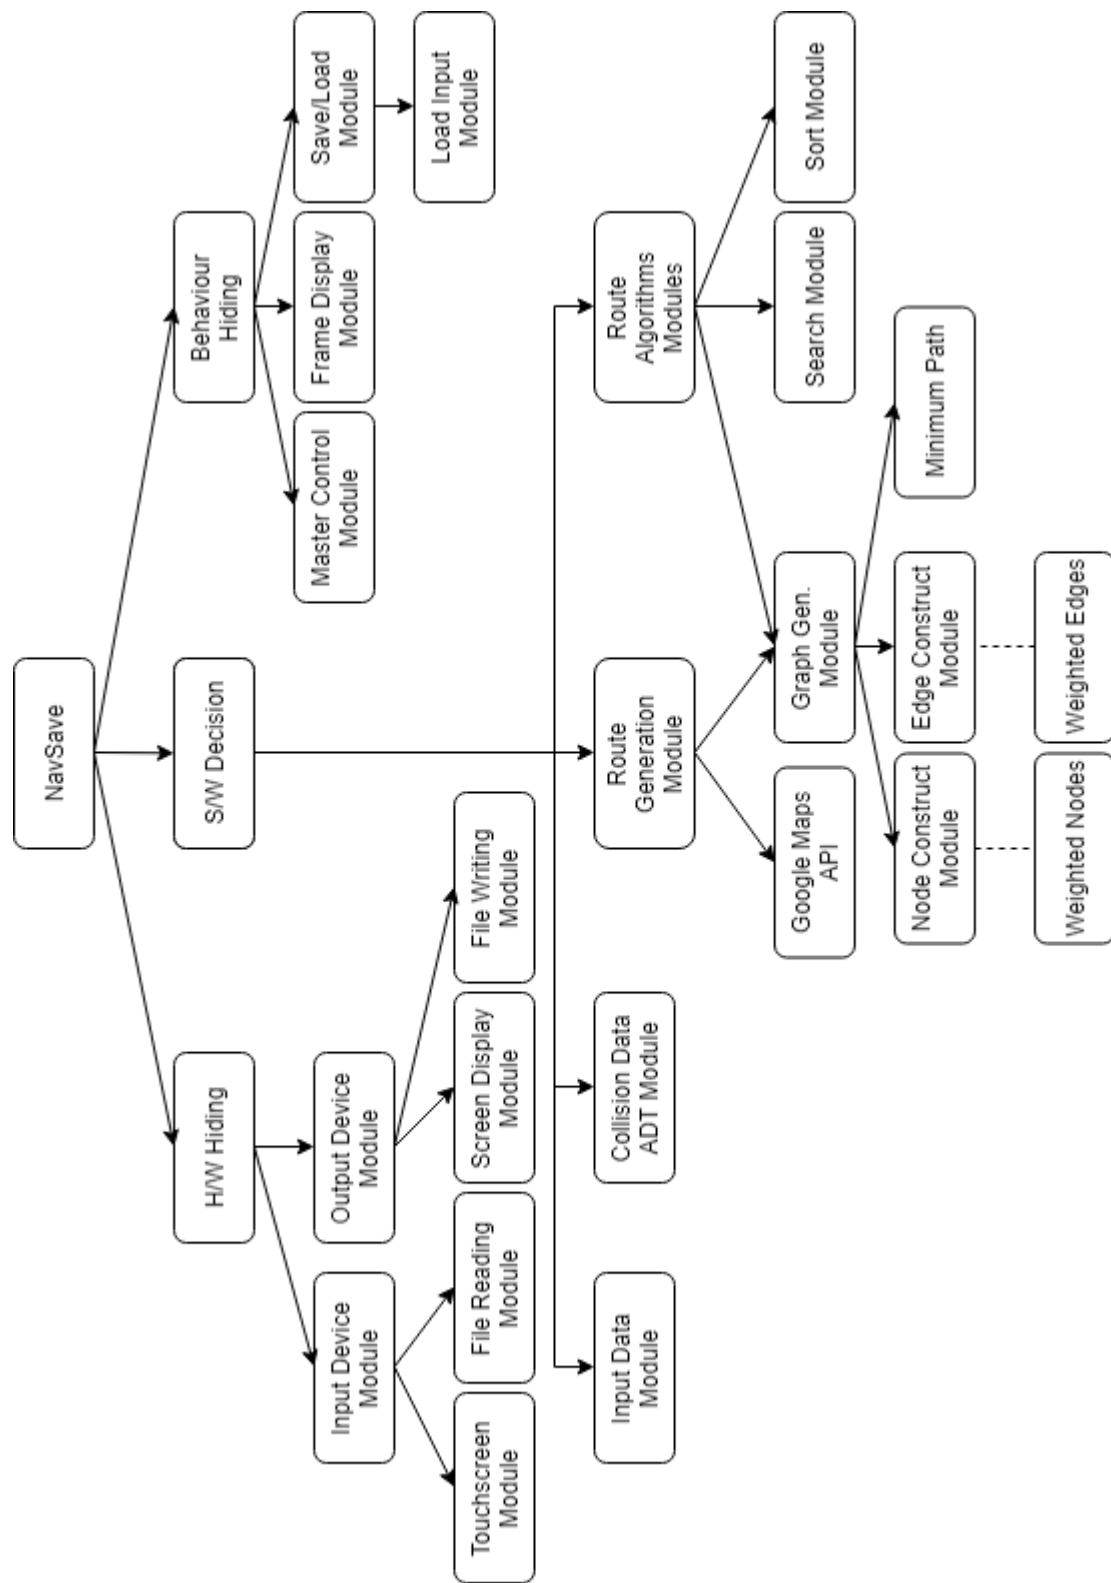 NavSave
H/W Hiding
S/W Decision
Behaviour
Hiding
Input Device
Module
Output Device
Module
Master Control
Module
Frame Display
Module
Save/Load
Module
Touchscreen
Module
File Reading
Module
Screen Display
Module
File Writing
Module
Load Input
Module
Input Data
Module
Collision Data
ADT Module
Route
Generation
Module
Route
Algorithms
Modules
Google Maps
API
Graph Gen.
Module
Search Module
Sort Module
Node Construct
Module
Edge Construct
Module
Minimum Path
Weighted Nodes
Weighted Edges